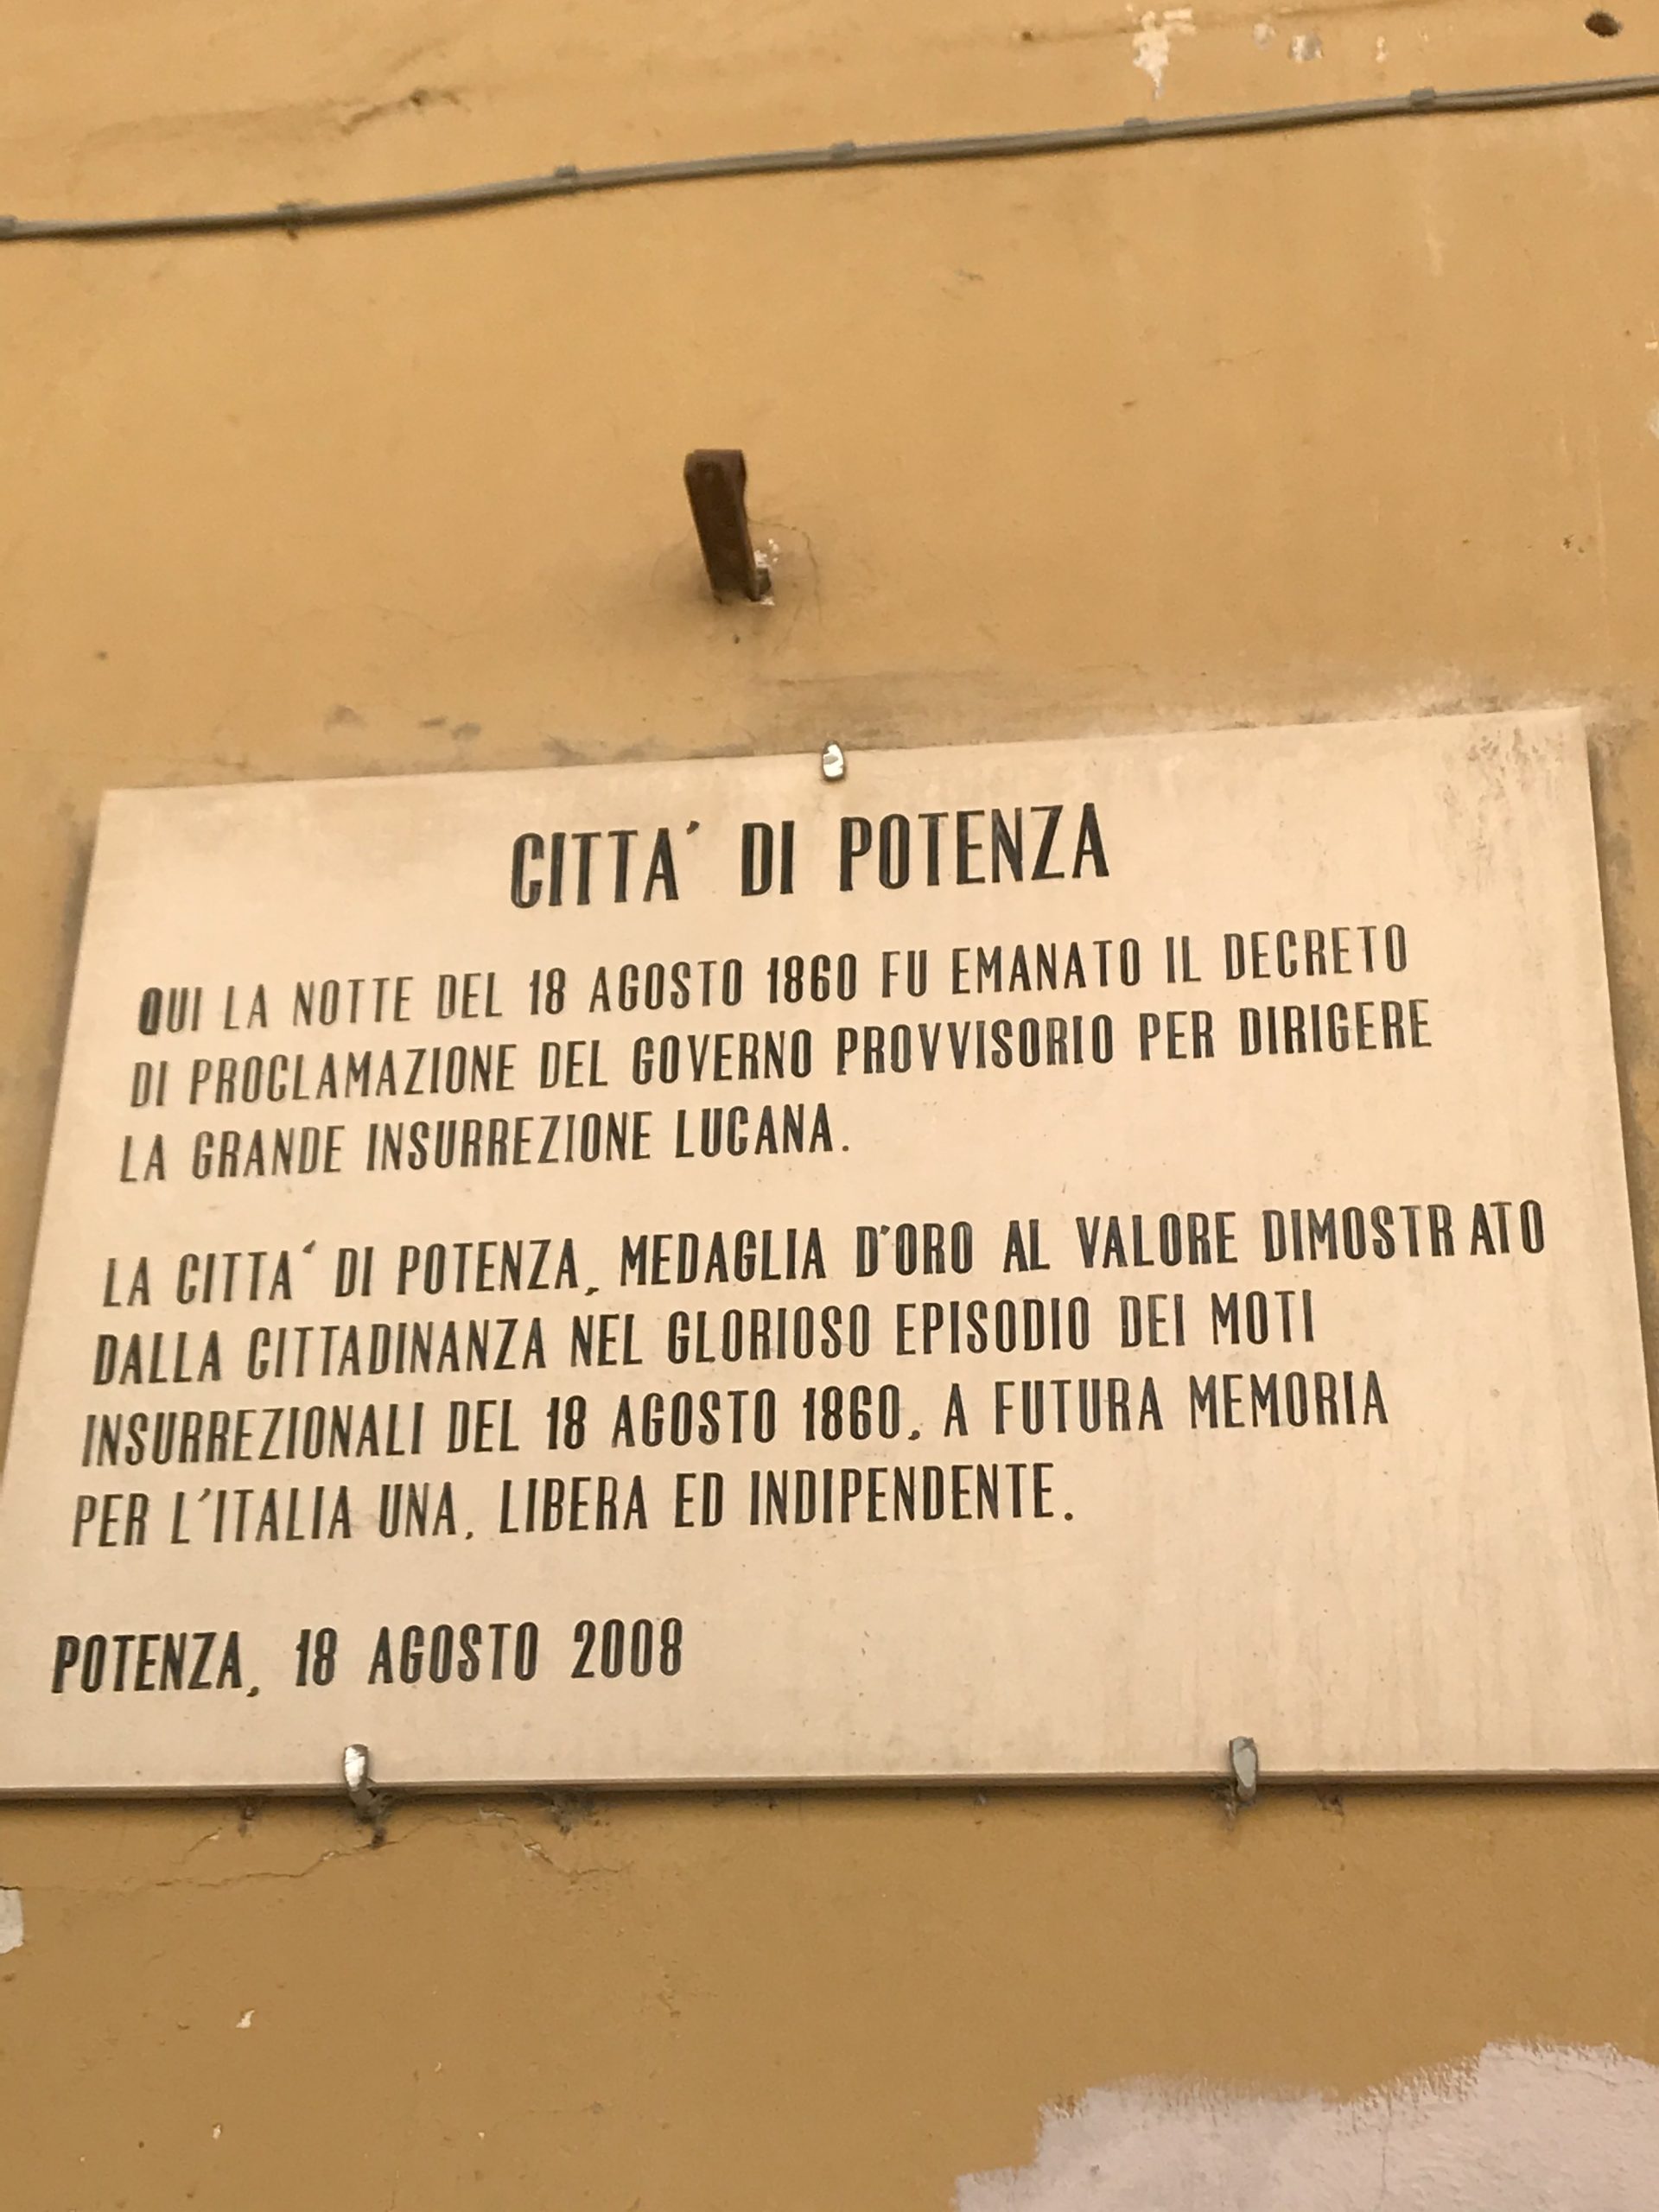 CITTA' DI POTENZA
QUI LA NOTTE DEL 18 AGOSTO 1860 FU EMANATO IL DECRETO
DI PROCLAMAZIONE DEL GOVERNO PROVVISORIO PER DIRIGERE
LA GRANDE INSURREZIONE LUCANA.
LA CITTA' DI POTENZA, MEDAGLIA D'ORO AL VALORE DIMOSTRATO
DALLA CITTADINANZA NEL GLORIOSO EPISODIO DEI MOTI
INSURREZIONALI DEL 18 AGOSTO 1860, A FUTURA MEMORIA
PER L'ITALIA UNA, LIBERA ED INDIPENDENTE.
POTENZA, 18 AGOSTO 2008